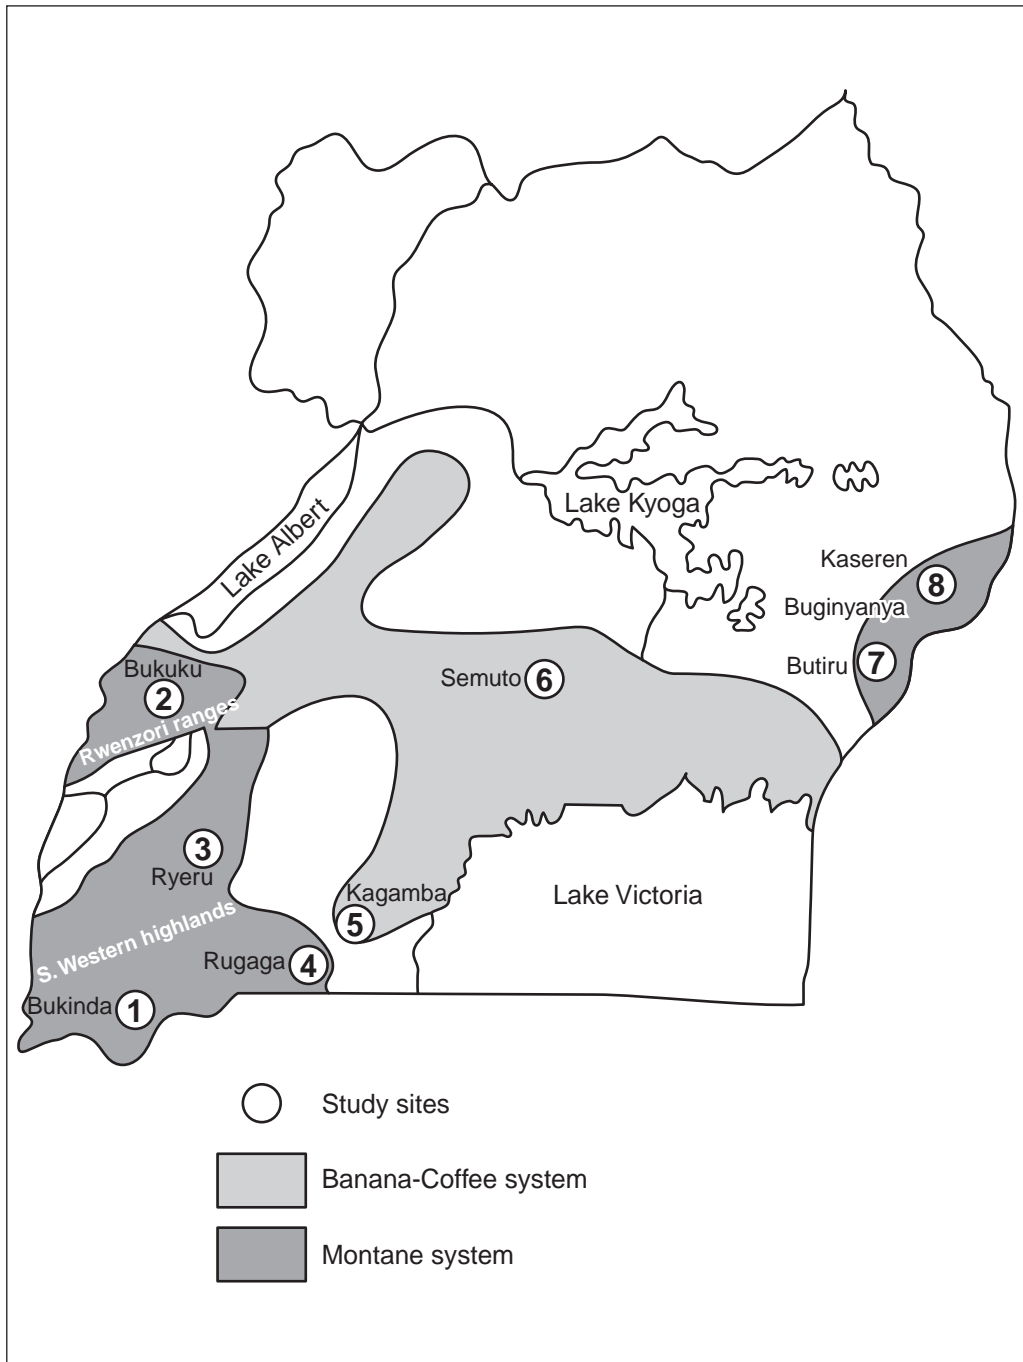 Lake Kyoga
Lake Albert
Kaseren
8
Buginyanya
Butiru
7
Bukuku
2
Rwenzori ranges
Semuto
6
3
Ryeru
Kagamba
5
Lake Victoria
S. Western highlands
Rugaga
4
Bukinda
1
Study sites
Banana-Coffee system
Montane system